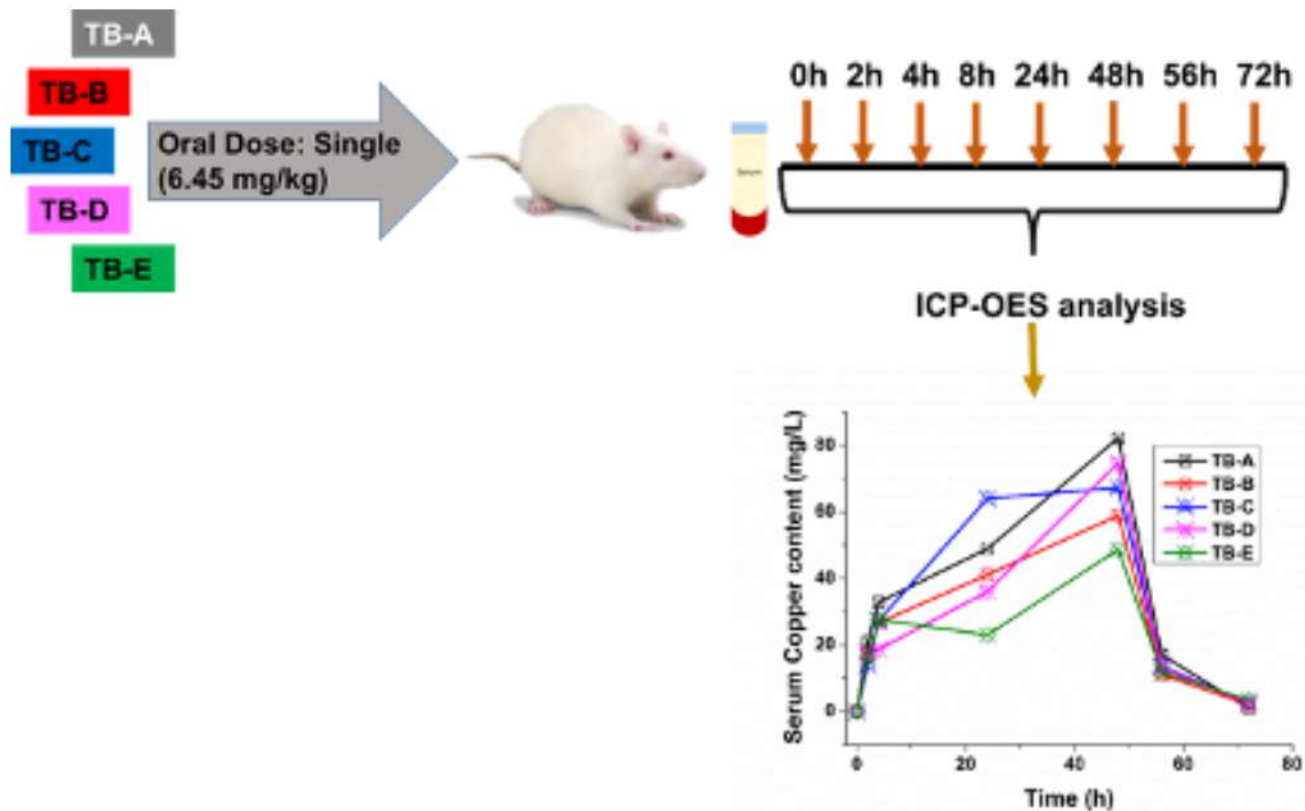 TB-A
TB-B
TB-C
TB-D
TB-E
Oral Dose: Single
(6.45 mg/kg)
Serum
0h 2h 4h 8h 24h 48h 56h 72h
ICP-OES analysis
Serum Copper content (mg/L)
80
60
40
20
0
TB-A
TB-B
TB-C
TB-D
TB-E
0 20 40 60 80
Time (h)